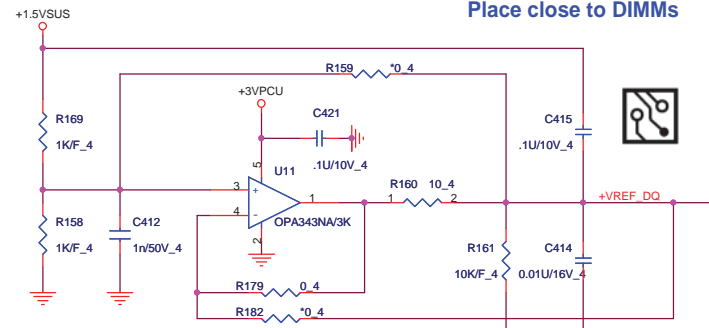 Place close to DIMMs
+1.5VSUS
R159
*0_4
+3VPCU
C421
.1U/10V_4
R169
1K/F_4
C415
.1U/10V_4
5
U11
3
+
4
-
1
OPA343NA/3K
2
R160
10_4
1
2
+VREF_DQ
R158
1K/F_4
C412
1n/50V_4
R161
10K/F_4
C414
0.01U/16V_4
R179
0_4
R182
*0_4